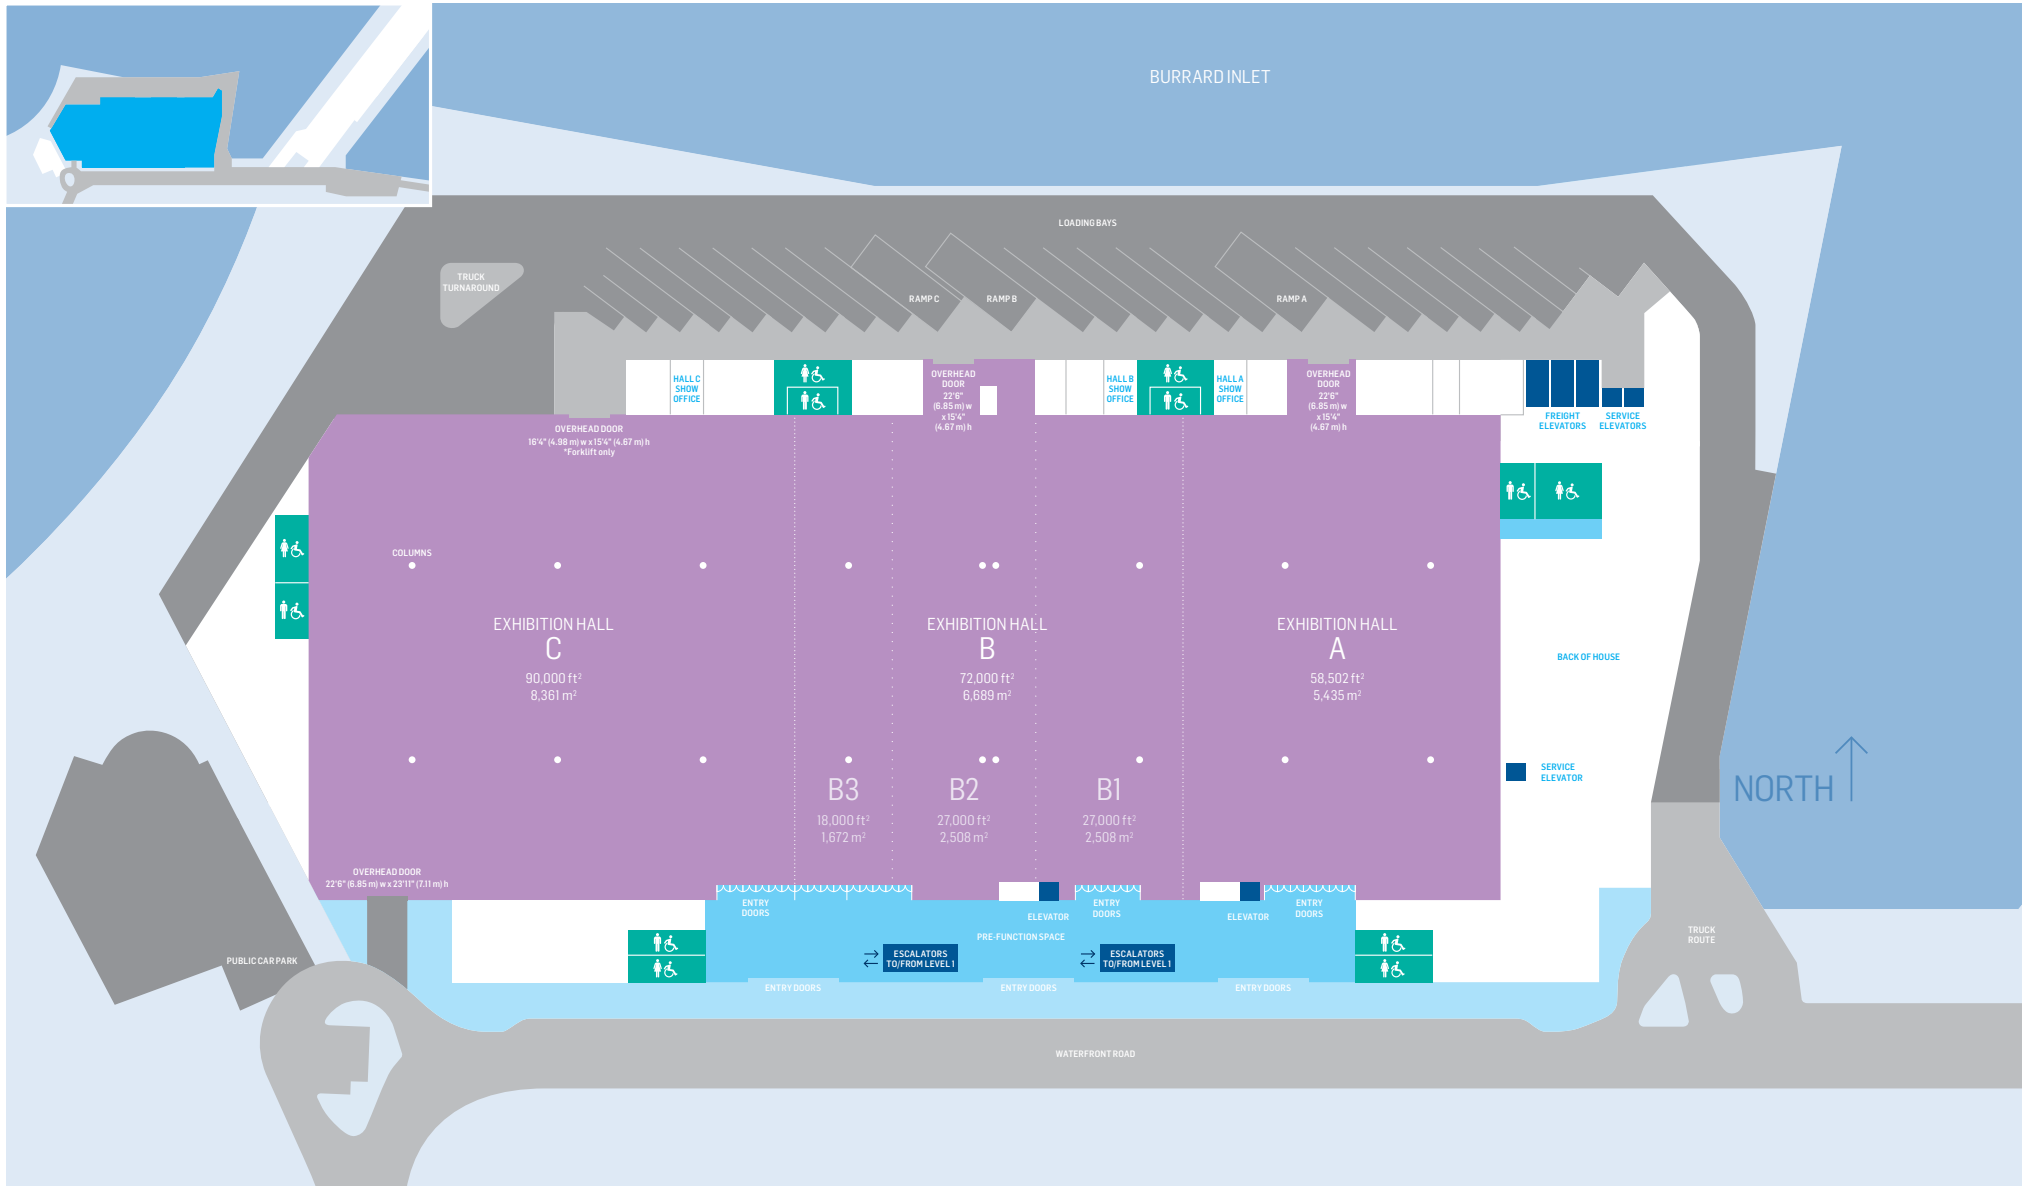 BURRARD INLET
LOADING BAYS
TRUCK
TURNAROUND
RAMP C
RAMP B
RAMP A
HALL C
SHOW
OFFICE
OVERHEAD
DOOR
22'6"
(6.85 m) w
x 15'4"
(4.67 m) h
HALL B
SHOW
OFFICE
HALL A
SHOW
OFFICE
OVERHEAD
DOOR
22'6"
(6.85 m) w
x 15'4"
(4.67 m) h
FREIGHT
ELEVATORS
SERVICE
ELEVATORS
OVERHEAD DOOR
16'4" (4.98 m) w x 15'4" (4.67 m) h
*Forklift only
COLUMNS
EXHIBITION HALL
C
90,000 ft²
8,361 m²
EXHIBITION HALL
B
72,000 ft²
6,689 m²
EXHIBITION HALL
A
58,502 ft²
5,435 m²
BACK OF HOUSE
SERVICE
ELEVATOR
NORTH
B3
18,000 ft²
1,672 m²
B2
27,000 ft²
2,508 m²
B1
27,000 ft²
2,508 m²
OVERHEAD DOOR
22'6" (6.85 m) w x 23'11" (7.11 m) h
ENTRY
DOORS
ELEVATOR
ENTRY
DOORS
ELEVATOR
ENTRY
DOORS
PRE-FUNCTION SPACE
ESCALATORS
TO/FROM LEVEL 1
ESCALATORS
TO/FROM LEVEL 1
ENTRY DOORS
ENTRY DOORS
ENTRY DOORS
PUBLIC CAR PARK
TRUCK
ROUTE
WATERFRONT ROAD